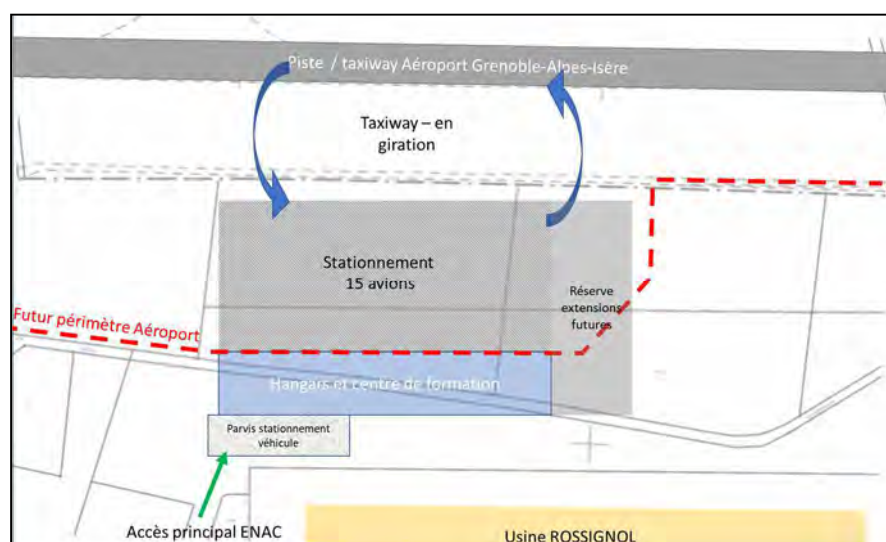 Piste / taxiway Aéroport Grenoble-Alpes-Isère
Taxiway – en
giration
Stationnement
15 avions
Réserve
extensions
futures
Futur périmètre Aéroport
Hangars et centre de formation
Parvis stationnement
véhicule
Accès principal ENAC
Usine ROSSIGNOL